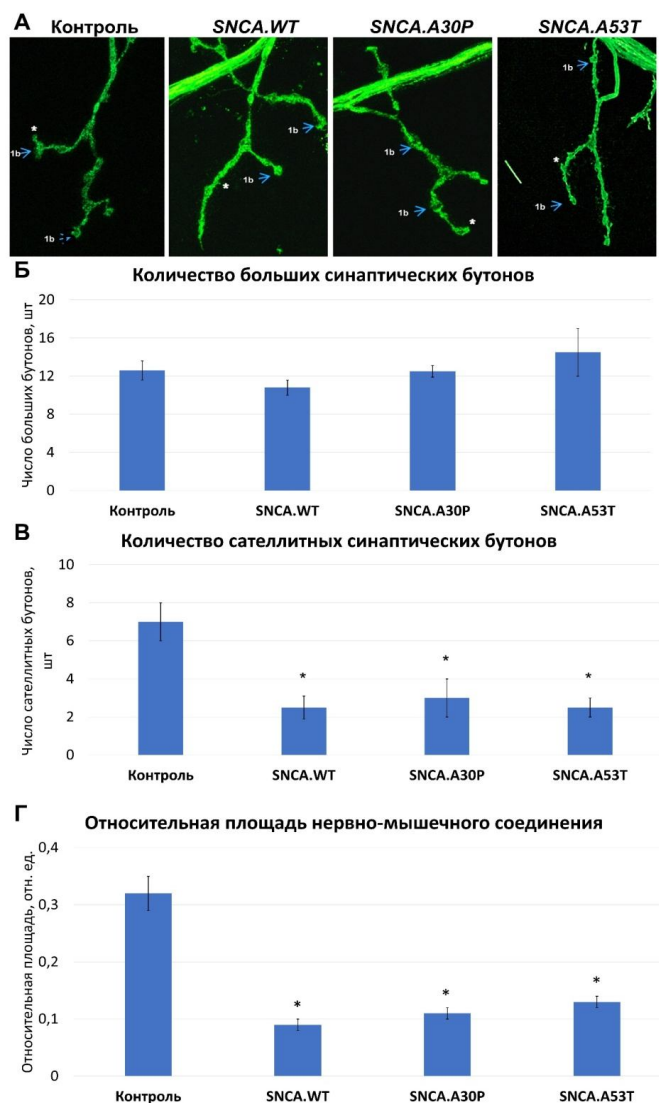 А Контроль SNCA.WT SNCA.A30P SNCA.A53T
* 1b 1b
* 1b 1b
1b 1b *
1b * 1b
Б Количество больших синаптических бутонов
Число больших бутонов, шт
20
16
12
8
4
0
Контроль SNCA.WT SNCA.A30P SNCA.A53T
В Количество сателлитных синаптических бутонов
Число сателлитных бутонов,
шт
10
8
6
4
2
0
* * *
Контроль SNCA.WT SNCA.A30P SNCA.A53T
Г Относительная площадь нервно-мышечного соединения
Относительная площадь, отн. ед.
0,4
0,3
0,2
0,1
0
* * *
Контроль SNCA.WT SNCA.A30P SNCA.A53T